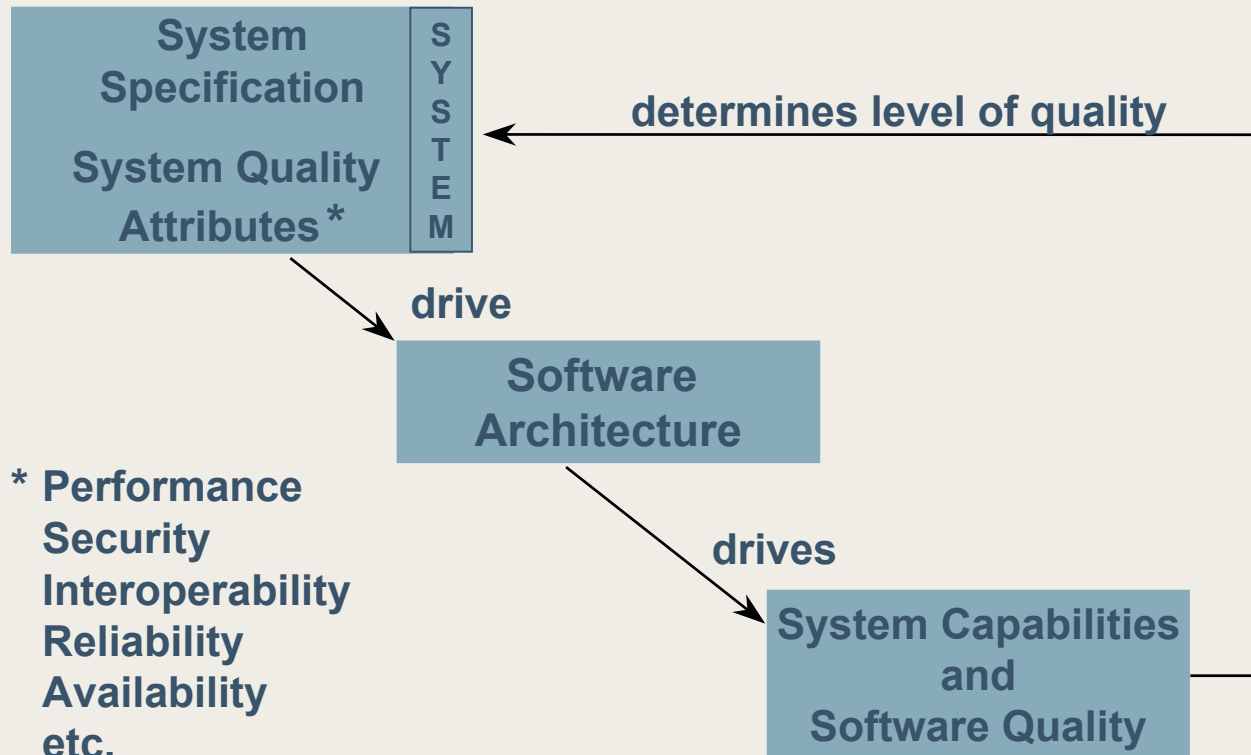 System
Specification
System Quality
Attributes *
S
Y
S
T
E
M
determines level of quality
drive
Software
Architecture
* Performance
Security
Interoperability
Reliability
Availability
etc.
drives
System Capabilities
and
Software Quality